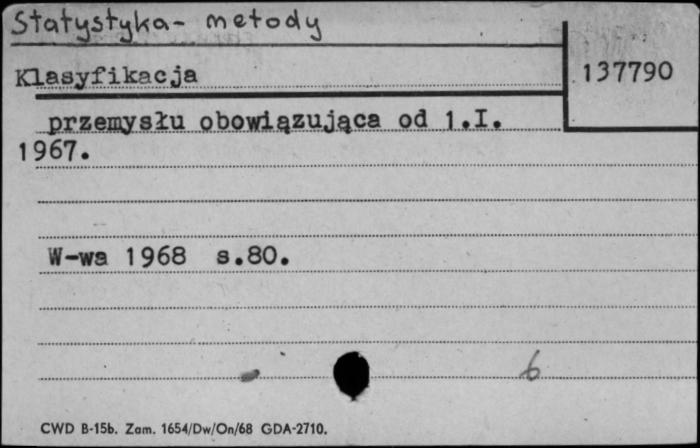 Statystyka - metody
Klasyfikacja
137790
przemysłu obowiązująca od 1.I.
1967.
W-wa 1968 s.80.
6
CWD B-15b. Zam. 1654/Dw/On/68 GDA-2710.